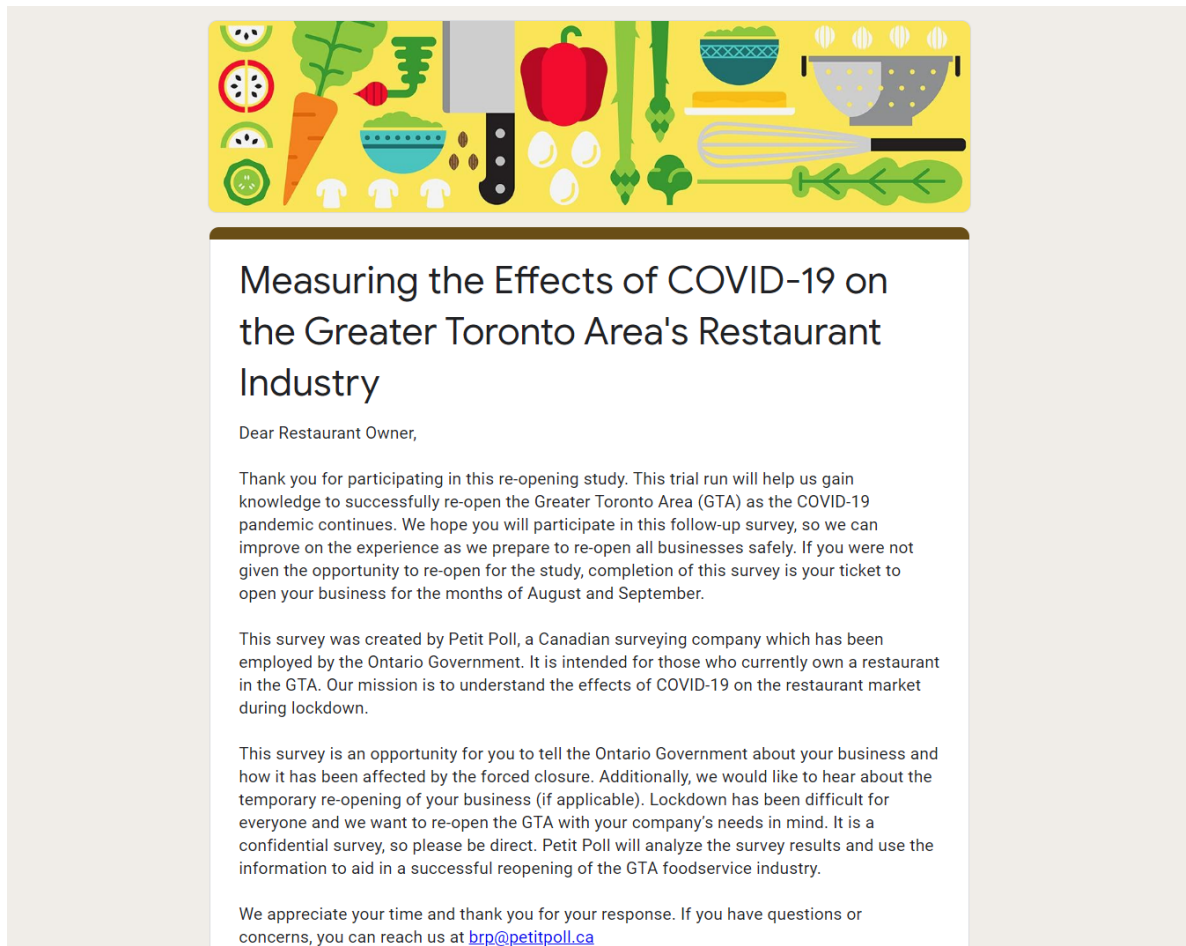 Measuring the Effects of COVID-19 on
the Greater Toronto Area's Restaurant
Industry
Dear Restaurant Owner,
Thank you for participating in this re-opening study. This trial run will help us gain
knowledge to successfully re-open the Greater Toronto Area (GTA) as the COVID-19
pandemic continues. We hope you will participate in this follow-up survey, so we can
improve on the experience as we prepare to re-open all businesses safely. If you were not
given the opportunity to re-open for the study, completion of this survey is your ticket to
open your business for the months of August and September.
This survey was created by Petit Poll, a Canadian surveying company which has been
employed by the Ontario Government. It is intended for those who currently own a restaurant
in the GTA. Our mission is to understand the effects of COVID-19 on the restaurant market
during lockdown.
This survey is an opportunity for you to tell the Ontario Government about your business and
how it has been affected by the forced closure. Additionally, we would like to hear about the
temporary re-opening of your business (if applicable). Lockdown has been difficult for
everyone and we want to re-open the GTA with your company’s needs in mind. It is a
confidential survey, so please be direct. Petit Poll will analyze the survey results and use the
information to aid in a successful reopening of the GTA foodservice industry.
We appreciate your time and thank you for your response. If you have questions or
concerns, you can reach us at brp@petitpoll.ca